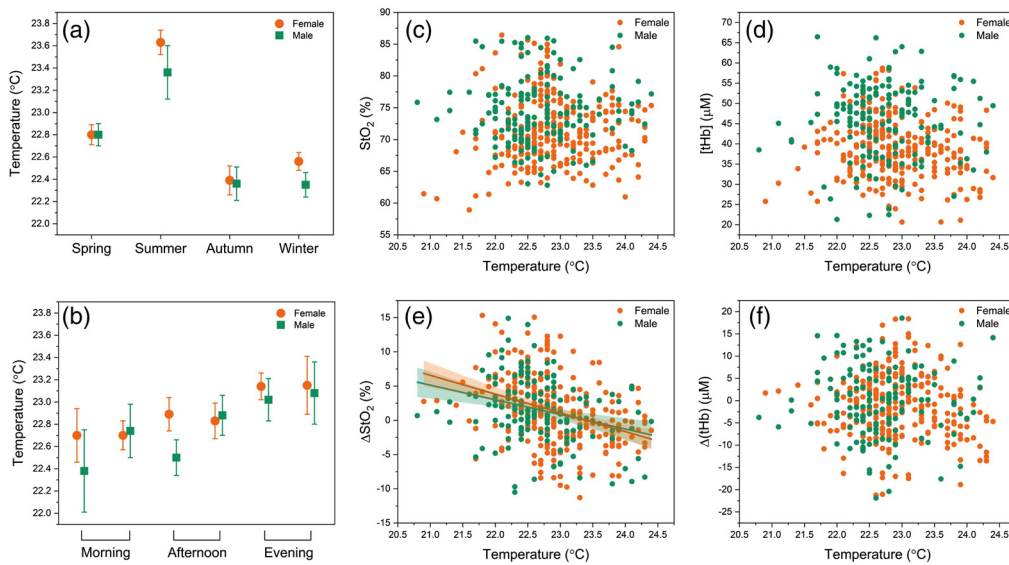 (a)
Female
Male
23.8
23.6
23.4
23.2
23.0
22.8
22.6
22.4
22.2
22.0
Temperature (°C)
Spring Summer Autumn Winter
(c)
Female
Male
90
85
80
75
70
65
60
55
StO2 (%)
20.5 21.0 21.5 22.0 22.5 23.0 23.5 24.0 24.5
Temperature (°C)
(d)
Female
Male
70
65
60
55
50
45
40
35
30
25
20
15
[tHb] (μM)
20.5 21.0 21.5 22.0 22.5 23.0 23.5 24.0 24.5
Temperature (°C)
(b)
Female
Male
23.8
23.6
23.4
23.2
23.0
22.8
22.6
22.4
22.2
22.0
Temperature (°C)
Morning Afternoon Evening
(e)
Female
Male
20
15
10
5
0
-5
-10
-15
ΔStO2 (%)
20.5 21.0 21.5 22.0 22.5 23.0 23.5 24.0 24.5
Temperature (°C)
(f)
Female
Male
20
15
10
5
0
-5
-10
-15
-20
-25
Δ(tHb) (μM)
20.5 21.0 21.5 22.0 22.5 23.0 23.5 24.0 24.5
Temperature (°C)